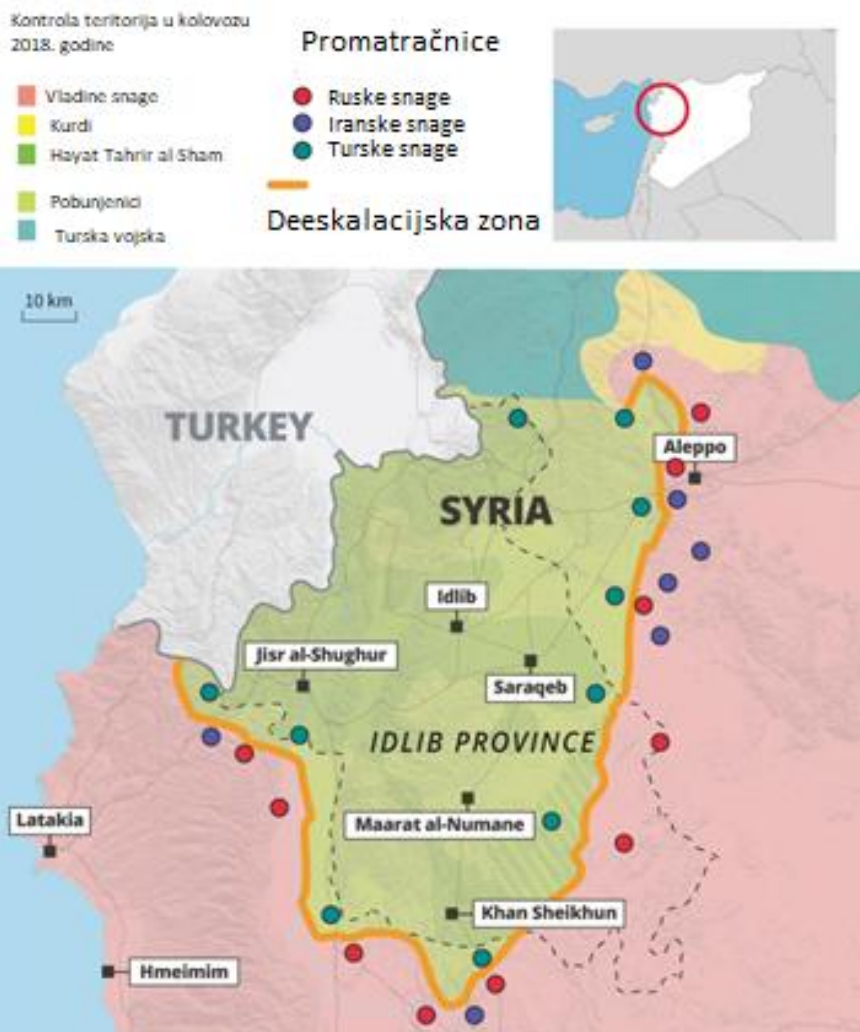 Kontrola teritorija u kolovozu
2018. godine
Vladine snage
Kurdi
Hayat Tahrir al Sham
Pobunjenici
Turska vojska
Promatračnice
Ruske snage
Iranske snage
Turske snage
Deeskalacijska zona
10 km
TURKEY
Aleppo
SYRIA
Idlib
Jisr al-Shughur
Saraqeb
IDLIB PROVINCE
Latakia
Maarat al-Numane
Khan Sheikhun
Hmeimim